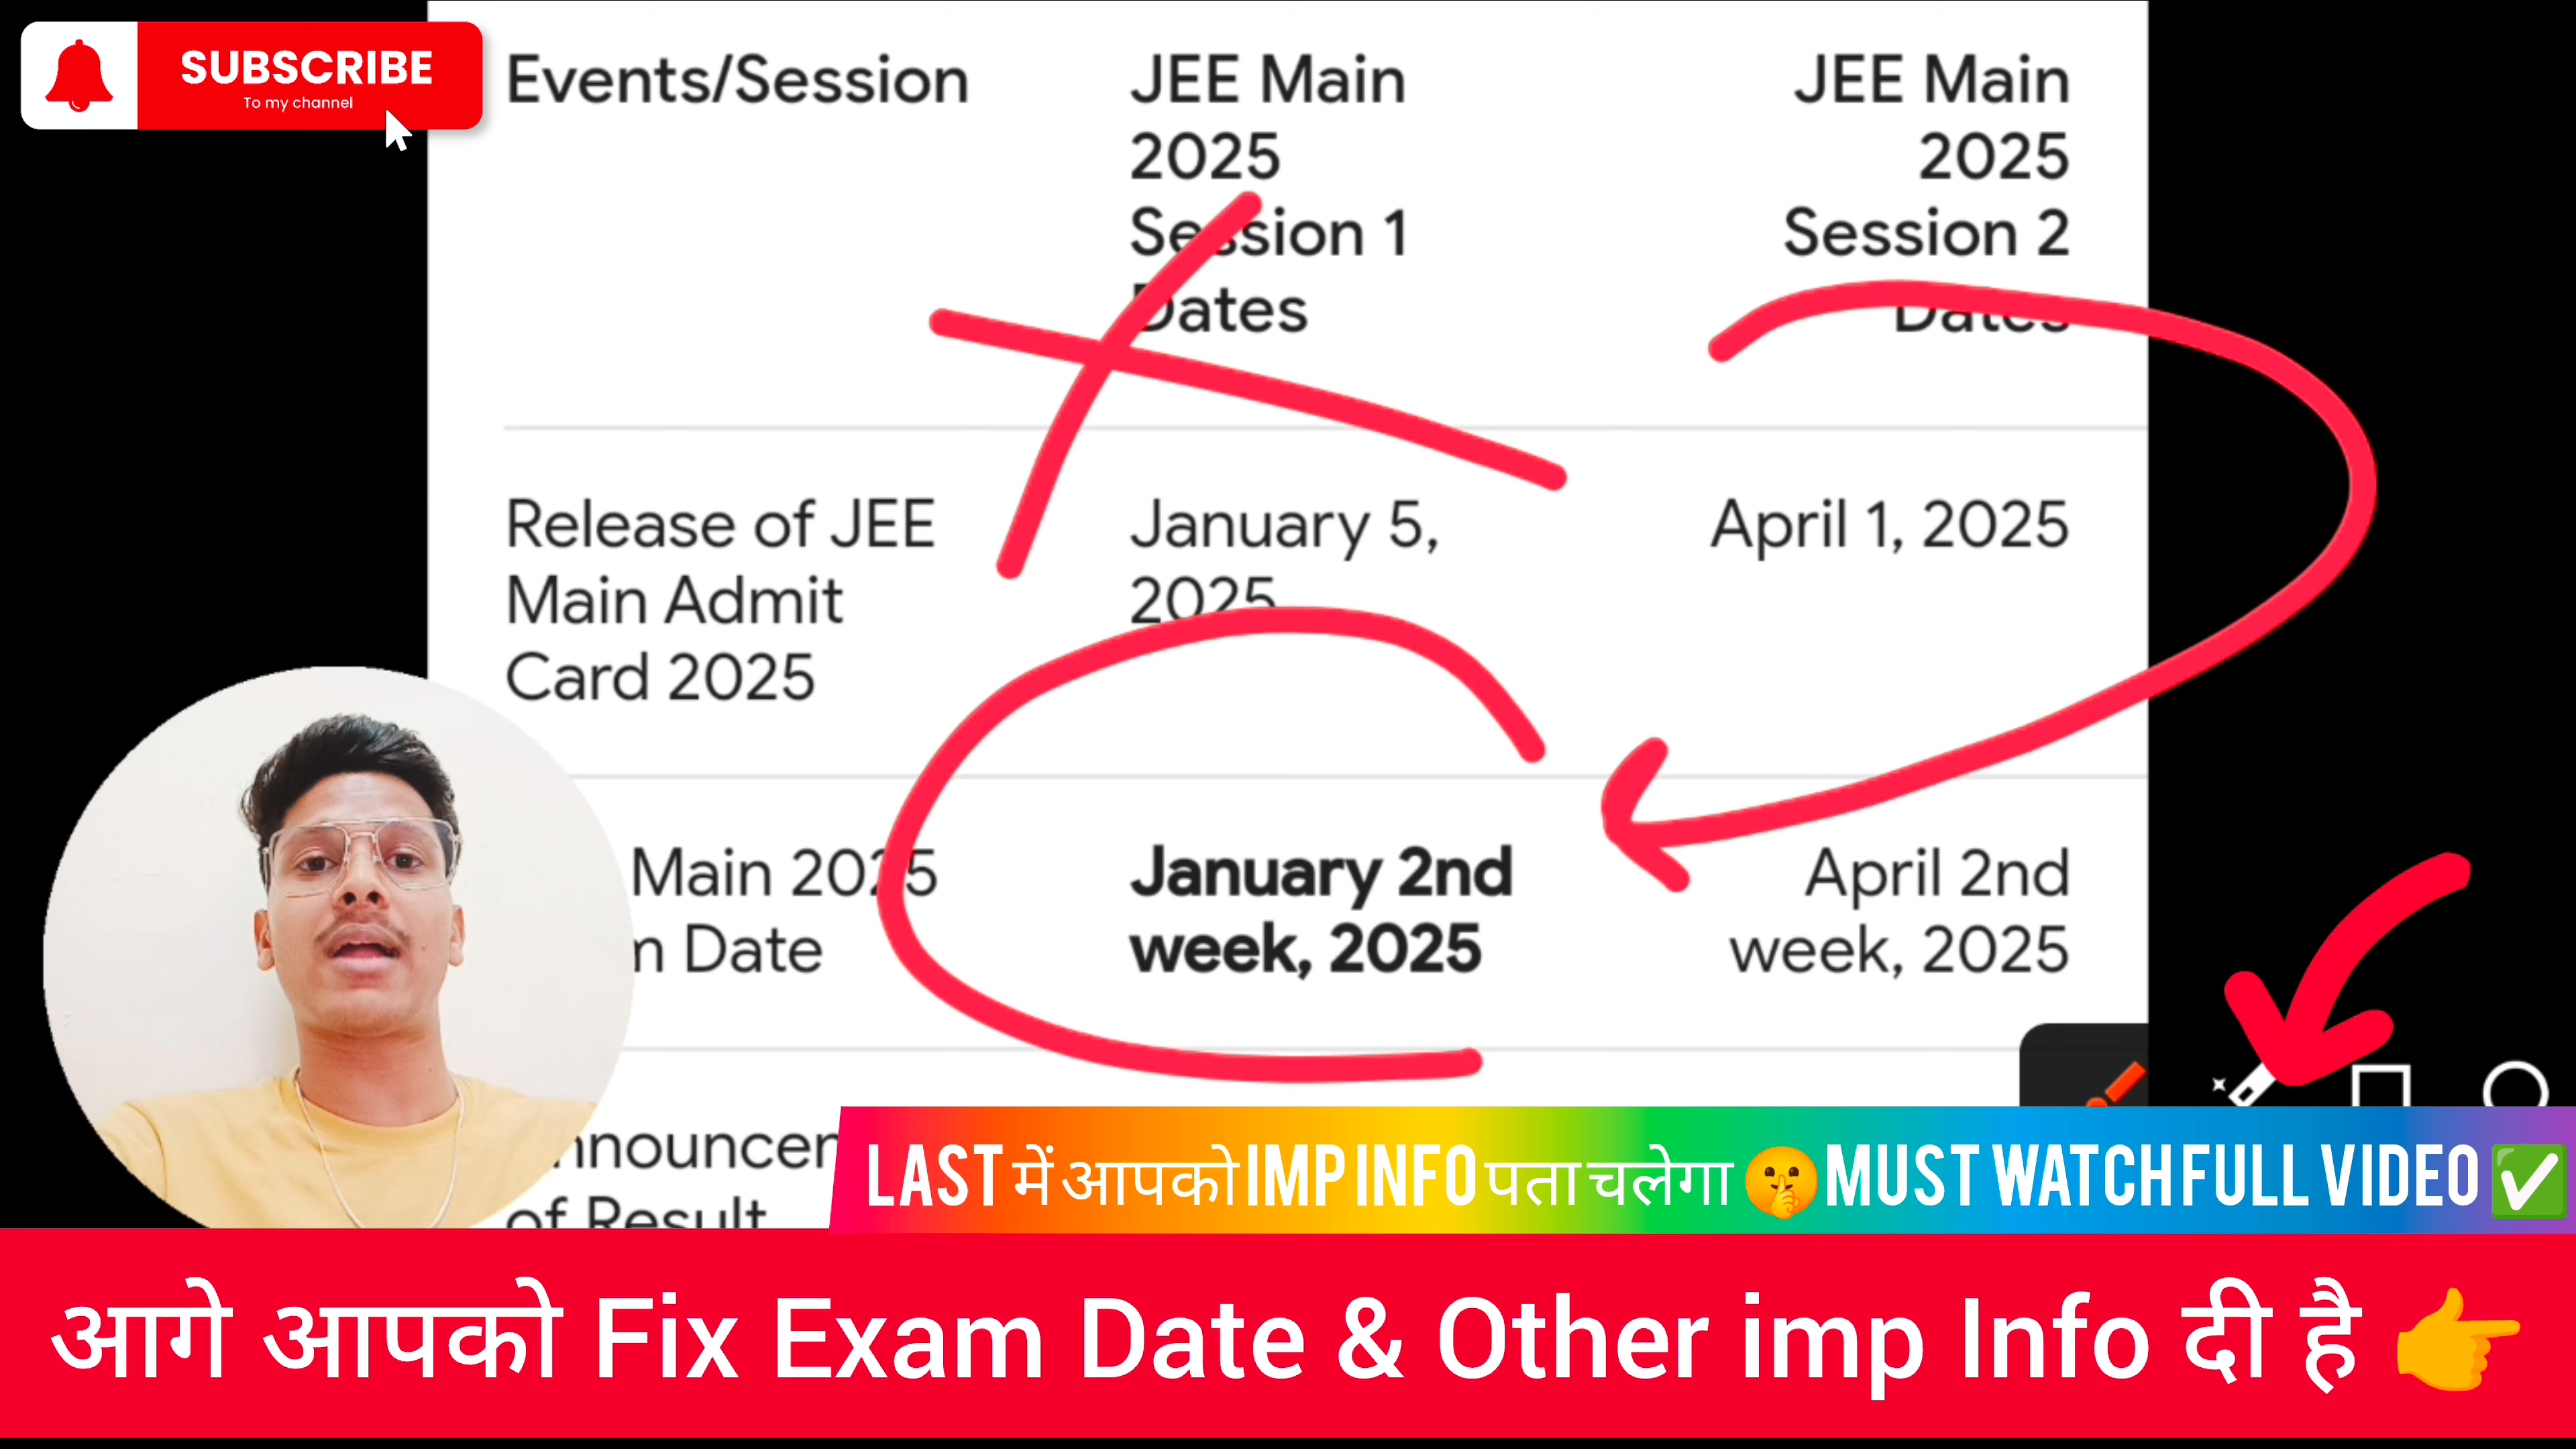 SUBSCRIBE
To my channel
Events/Session
JEE Main
2025
Session 1
Dates
JEE Main
2025
Session 2
Dates
Release of JEE
Main Admit
Card 2025
January 5,
2025
April 1, 2025
Main 2025
Date
January 2nd
week, 2025
April 2nd
week, 2025
of Result
LAST में आपको IMP INFO पता चलेगा 🤫 MUST WATCH FULL VIDEO ✅
आगे आपको Fix Exam Date & Other imp Info दी है 👉